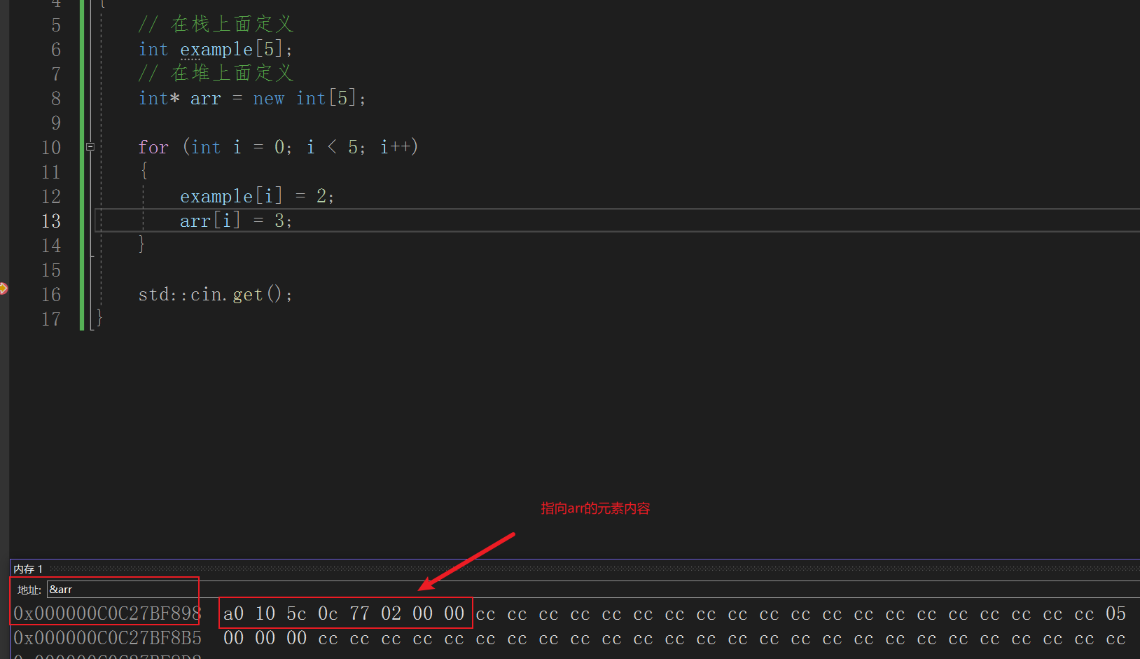 4 {
5 // 在栈上面定义
6 int example[5];
7 // 在堆上面定义
8 int* arr = new int[5];
9
10 for (int i = 0; i < 5; i++)
11 {
12 example[i] = 2;
13 arr[i] = 3;
14 }
15
16 std::cin.get();
17 }
指向arr的元素内容
内存 1
地址: &arr
0x000000C0C27BF898 a0 10 5c 0c 77 02 00 00 cc cc cc cc cc cc cc cc cc cc cc cc cc cc cc cc cc cc cc cc 05
0x000000C0C27BF8B5 00 00 00 cc cc cc cc cc cc cc cc cc cc cc cc cc cc cc cc cc cc cc cc cc cc cc cc cc cc